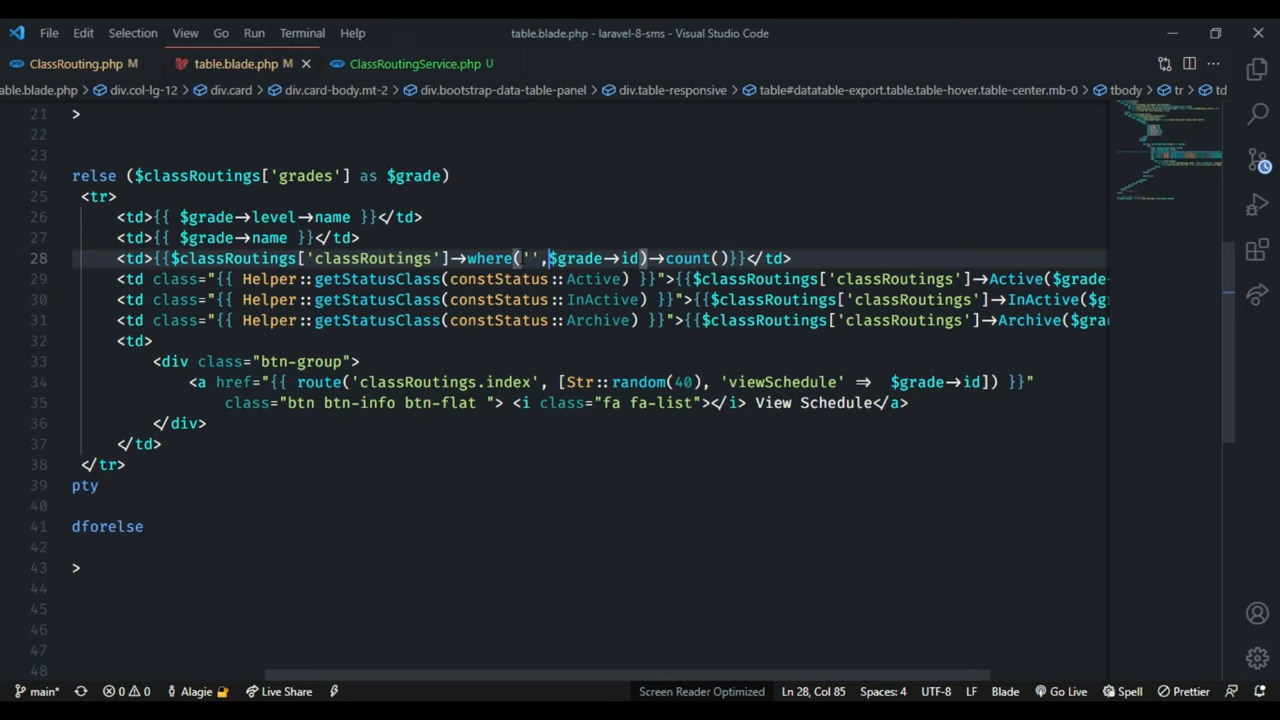 File Edit Selection View Go Run Terminal Help table.blade.php - laravel-8-sms - Visual Studio Code
ClassRouting.php M table.blade.php M ClassRoutingService.php U
able.blade.php > div.col-lg-12 > div.card > div.card-body.mt-2 > div.bootstrap-data-table-panel > div.table-responsive > table#datatable-export.table.table-hover.table-center.mb-0 > tbody > tr > td
21 >
22
23
24 relse ($classRoutings['grades'] as $grade)
25 <tr>
26 <td>{{ $grade->level->name }}</td>
27 <td>{{ $grade->name }}</td>
28 <td>{{$classRoutings['classRoutings']->where('',$grade->id)->count()}}</td>
29 <td class="{{ Helper::getStatusClass(constStatus::Active) }}">{{$classRoutings['classRoutings']->Active($grade
30 <td class="{{ Helper::getStatusClass(constStatus::InActive) }}">{{$classRoutings['classRoutings']->InActive($g
31 <td class="{{ Helper::getStatusClass(constStatus::Archive) }}">{{$classRoutings['classRoutings']->Archive($gra
32 <td>
33 <div class="btn-group">
34 <a href="{{ route('classRoutings.index', [Str::random(40), 'viewSchedule' => $grade->id]) }}"
35 class="btn btn-info btn-flat "> <i class="fa fa-list"></i> View Schedule</a>
36 </div>
37 </td>
38 </tr>
39 pty
40
41 dforelse
42
43 >
44
45
46
47
48
main* 0 0 Alagie Live Share Screen Reader Optimized Ln 28, Col 85 Spaces: 4 UTF-8 LF Blade Go Live Spell Prettier